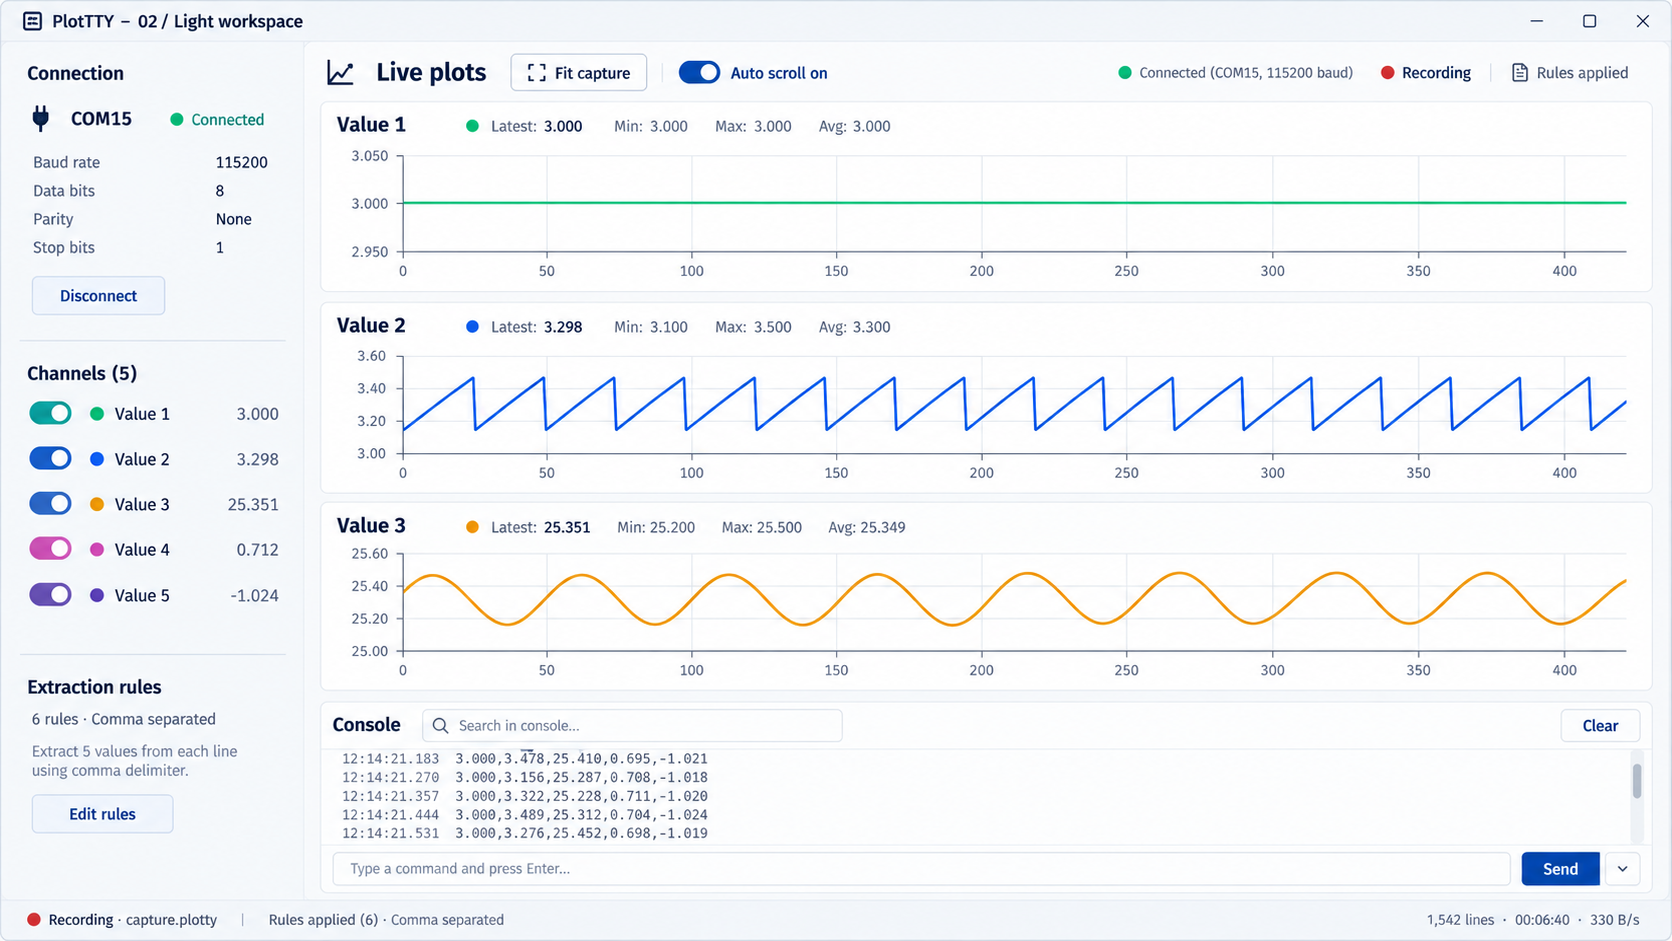 PlotTTY – 02 / Light workspace
Connection
COM15 Connected
Baud rate 115200
Data bits 8
Parity None
Stop bits 1
Disconnect
Channels (5)
Value 1 3.000
Value 2 3.298
Value 3 25.351
Value 4 0.712
Value 5 -1.024
Extraction rules
6 rules · Comma separated
Extract 5 values from each line
using comma delimiter.
Edit rules
Live plots Fit capture Auto scroll on Connected (COM15, 115200 baud) Recording Rules applied
Value 1 Latest: 3.000 Min: 3.000 Max: 3.000 Avg: 3.000
3.050
3.000
2.950
0 50 100 150 200 250 300 350 400
Value 2 Latest: 3.298 Min: 3.100 Max: 3.500 Avg: 3.300
3.60
3.40
3.20
3.00
0 50 100 150 200 250 300 350 400
Value 3 Latest: 25.351 Min: 25.200 Max: 25.500 Avg: 25.349
25.60
25.40
25.20
25.00
0 50 100 150 200 250 300 350 400
Console Search in console... Clear
12:14:21.183 3.000,3.478,25.410,0.695,-1.021
12:14:21.270 3.000,3.156,25.287,0.708,-1.018
12:14:21.357 3.000,3.322,25.228,0.711,-1.020
12:14:21.444 3.000,3.489,25.312,0.704,-1.024
12:14:21.531 3.000,3.276,25.452,0.698,-1.019
Type a command and press Enter... Send
Recording · capture.plotty | Rules applied (6) · Comma separated 1,542 lines · 00:06:40 · 330 B/s